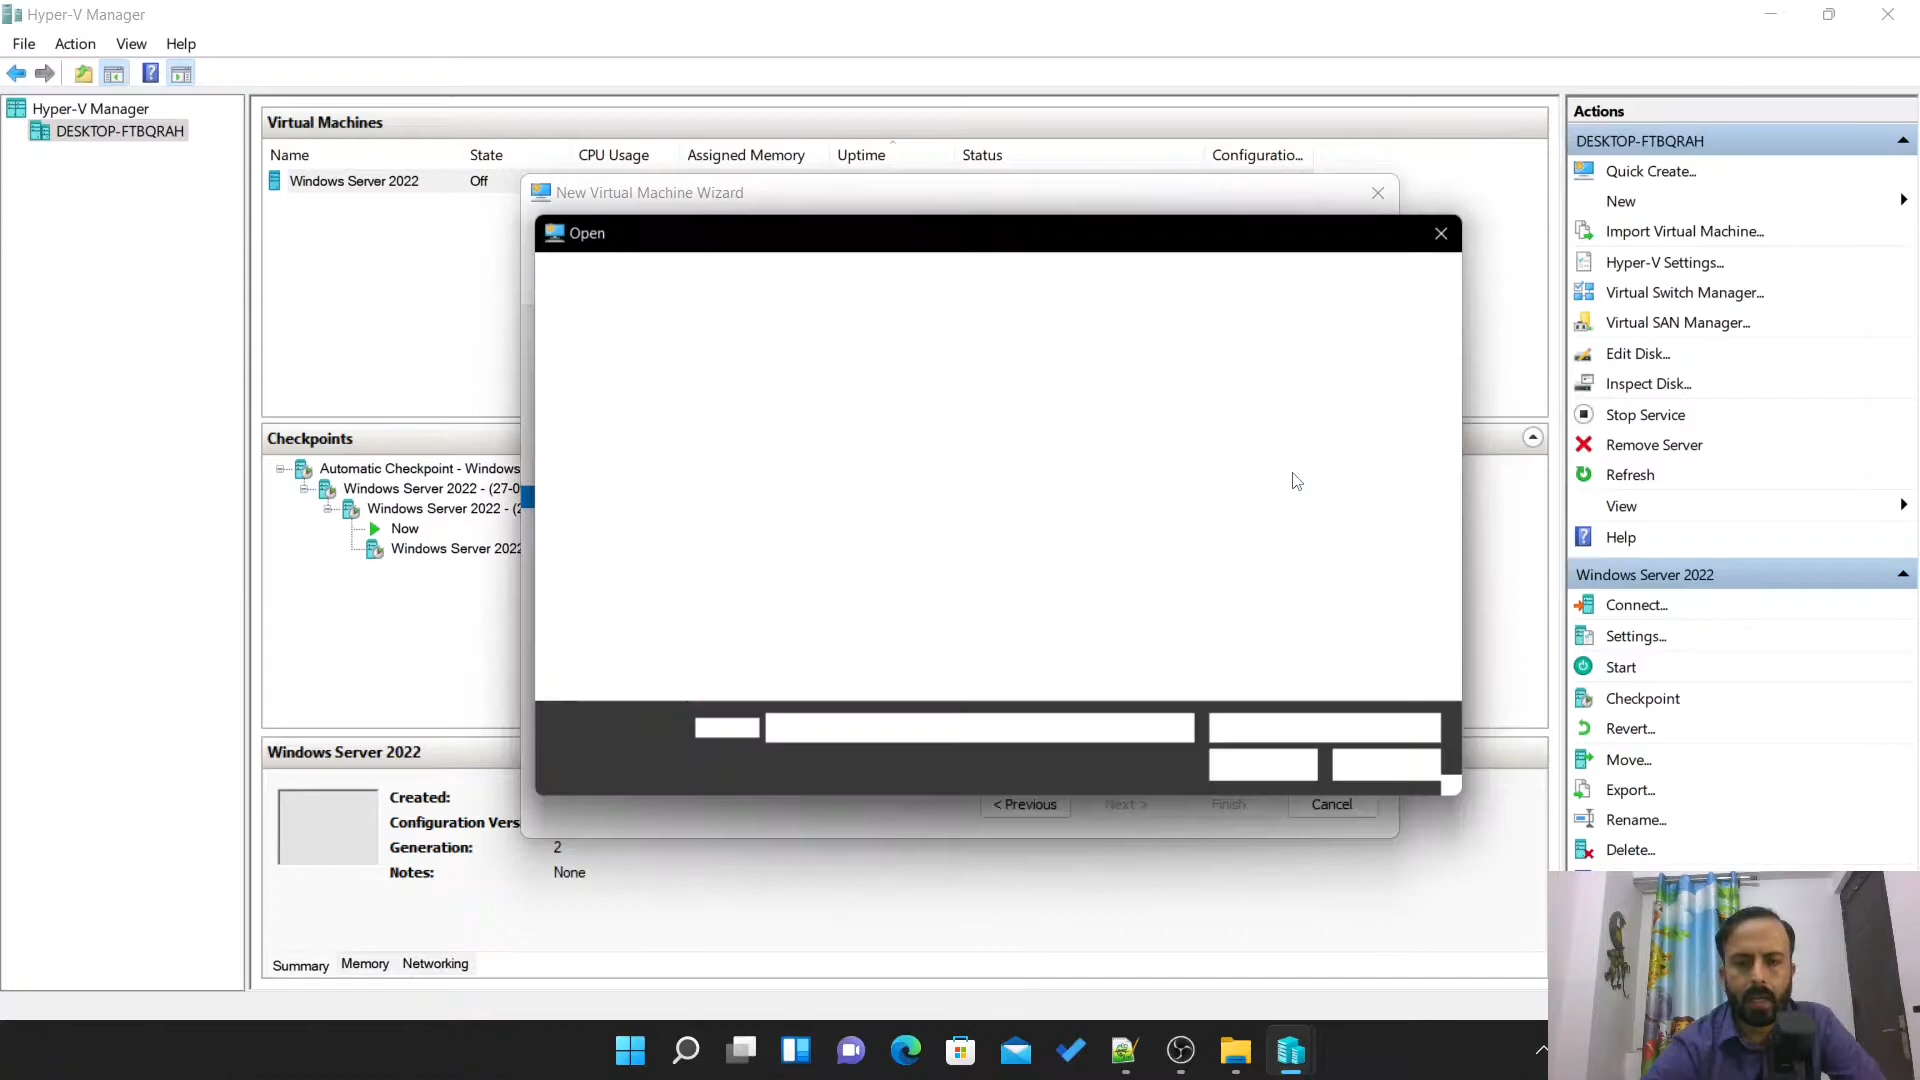 Hyper-V Manager
File Action View Help
Hyper-V Manager
DESKTOP-FTBQRAH
Virtual Machines
Name State CPU Usage Assigned Memory Uptime Status Configuratio...
Windows Server 2022 Off
New Virtual Machine Wizard
Open
Checkpoints
Automatic Checkpoint - Windows
Windows Server 2022 - (27-0
Windows Server 2022 - (2
Now
Windows Server 2022
< Previous Next > Finish Cancel
Windows Server 2022
Created:
Configuration Vers
Generation: 2
Notes: None
Summary Memory Networking
Actions
DESKTOP-FTBQRAH
Quick Create...
New
Import Virtual Machine...
Hyper-V Settings...
Virtual Switch Manager...
Virtual SAN Manager...
Edit Disk...
Inspect Disk...
Stop Service
Remove Server
Refresh
View
Help
Windows Server 2022
Connect...
Settings...
Start
Checkpoint
Revert...
Move...
Export...
Rename...
Delete...